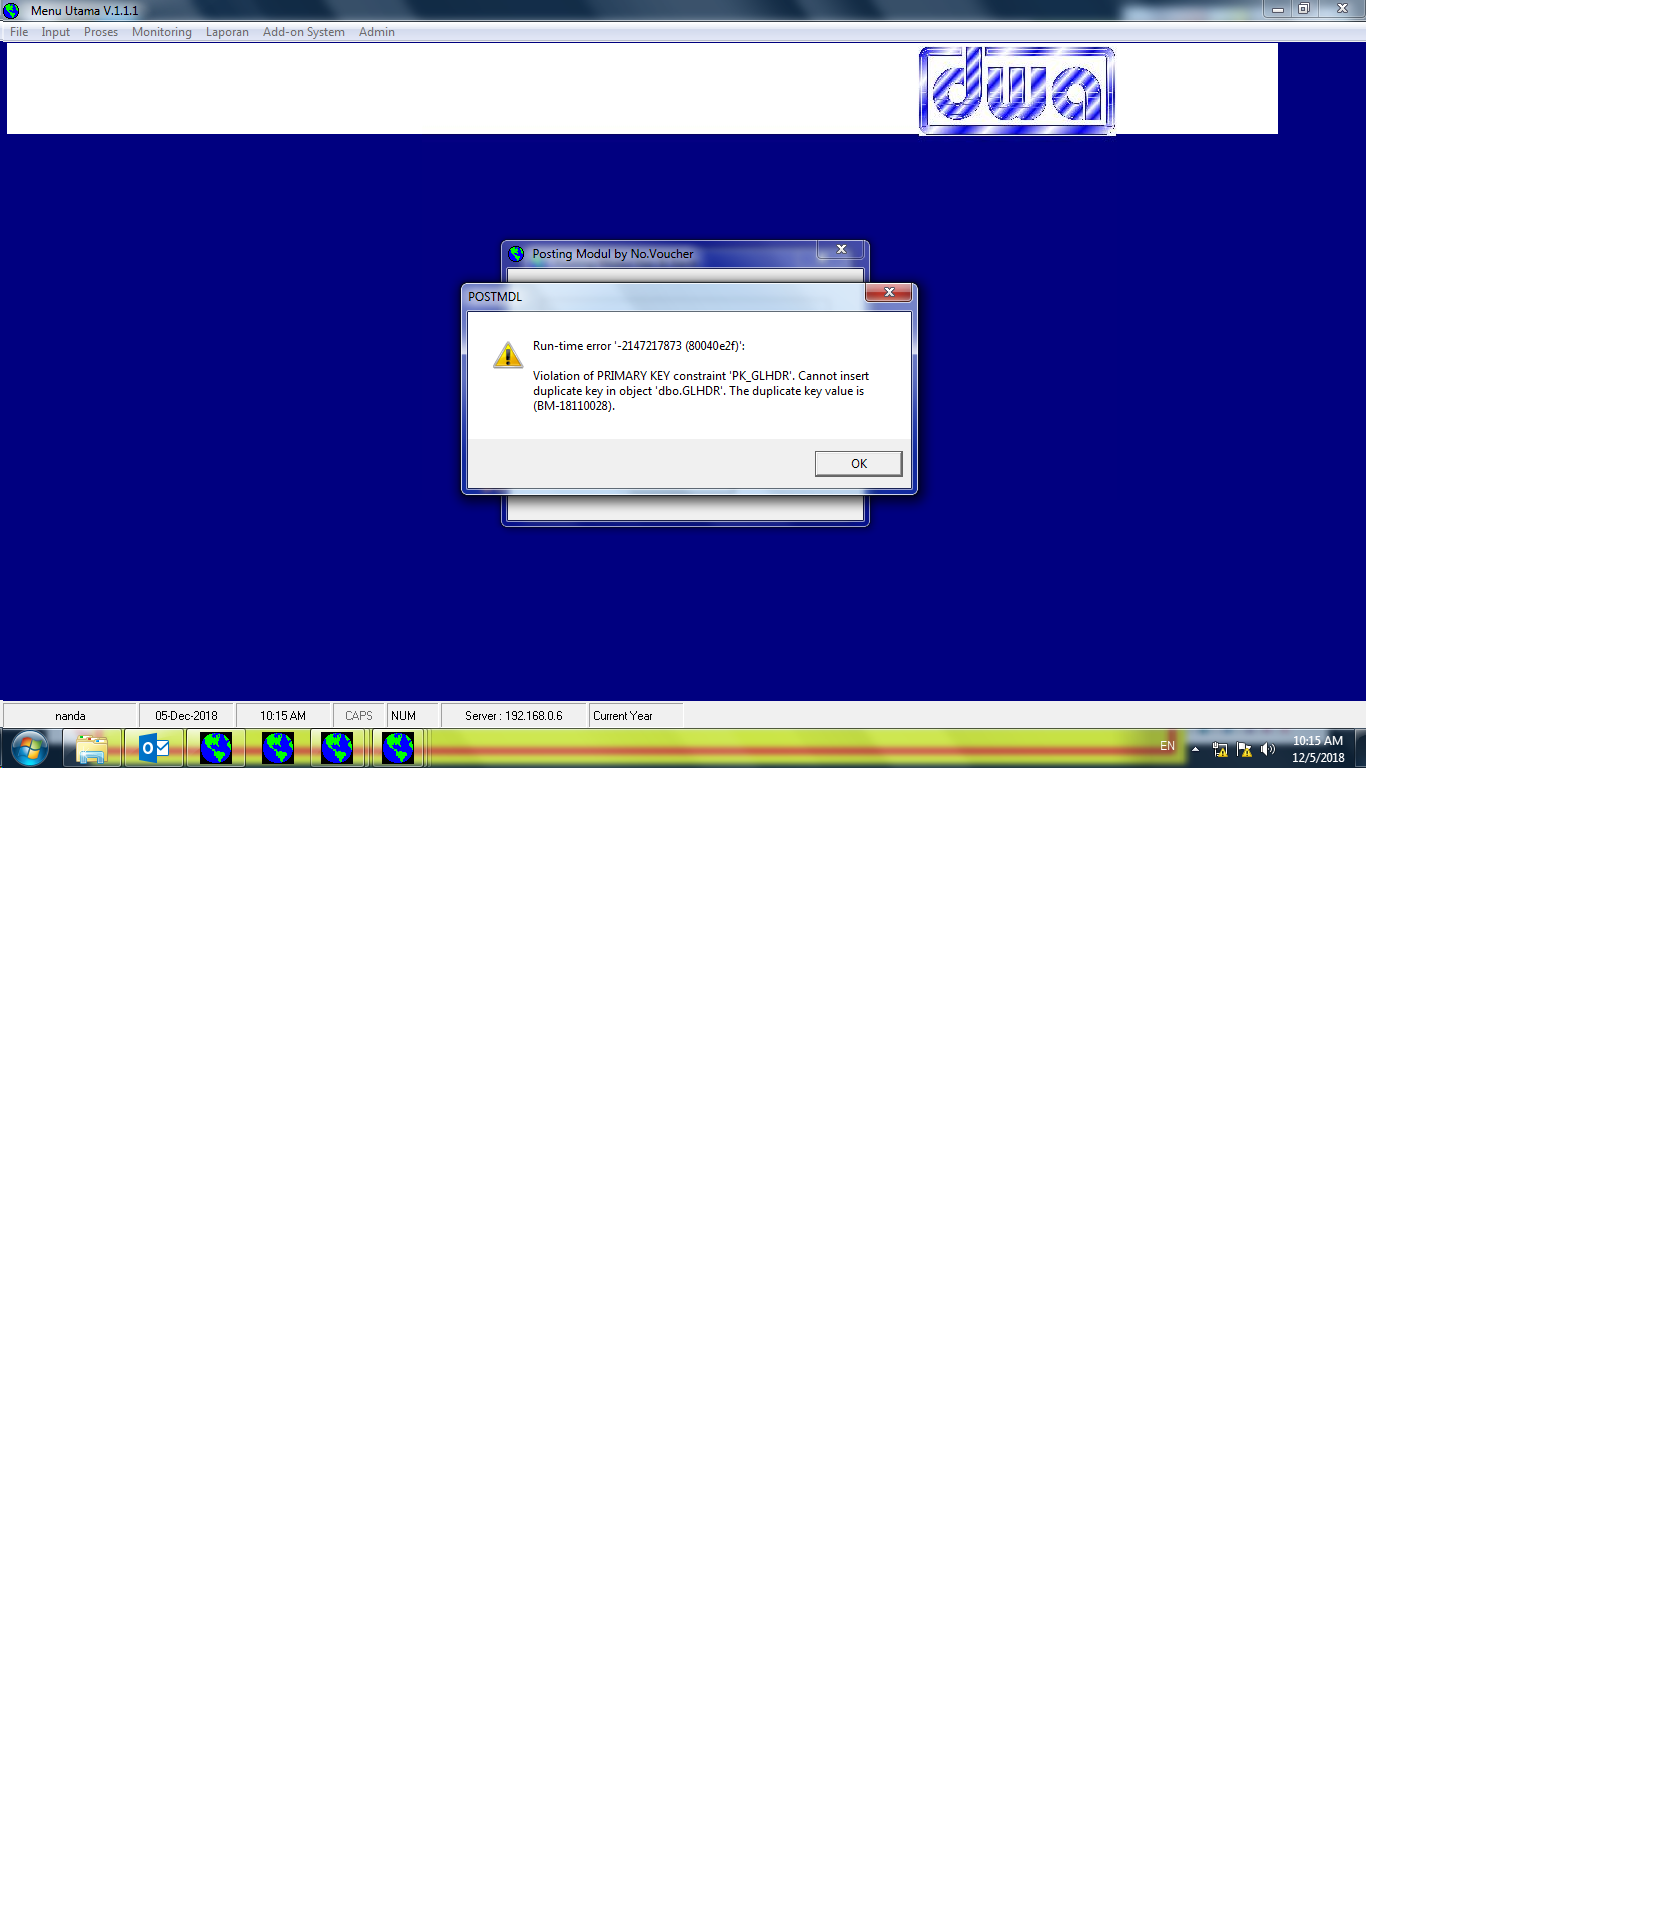 Menu Utama V.1.1.1
File Input Proses Monitoring Laporan Add-on System Admin
dwa
Posting Modul by No.Voucher
POSTMDL
Run-time error '-2147217873 (80040e2f)':
Violation of PRIMARY KEY constraint 'PK_GLHDR'. Cannot insert
duplicate key in object 'dbo.GLHDR'. The duplicate key value is
(BM-18110028).
OK
nanda 05-Dec-2018 10:15 AM CAPS NUM Server : 192.168.0.6 Current Year
EN 10:15 AM
12/5/2018